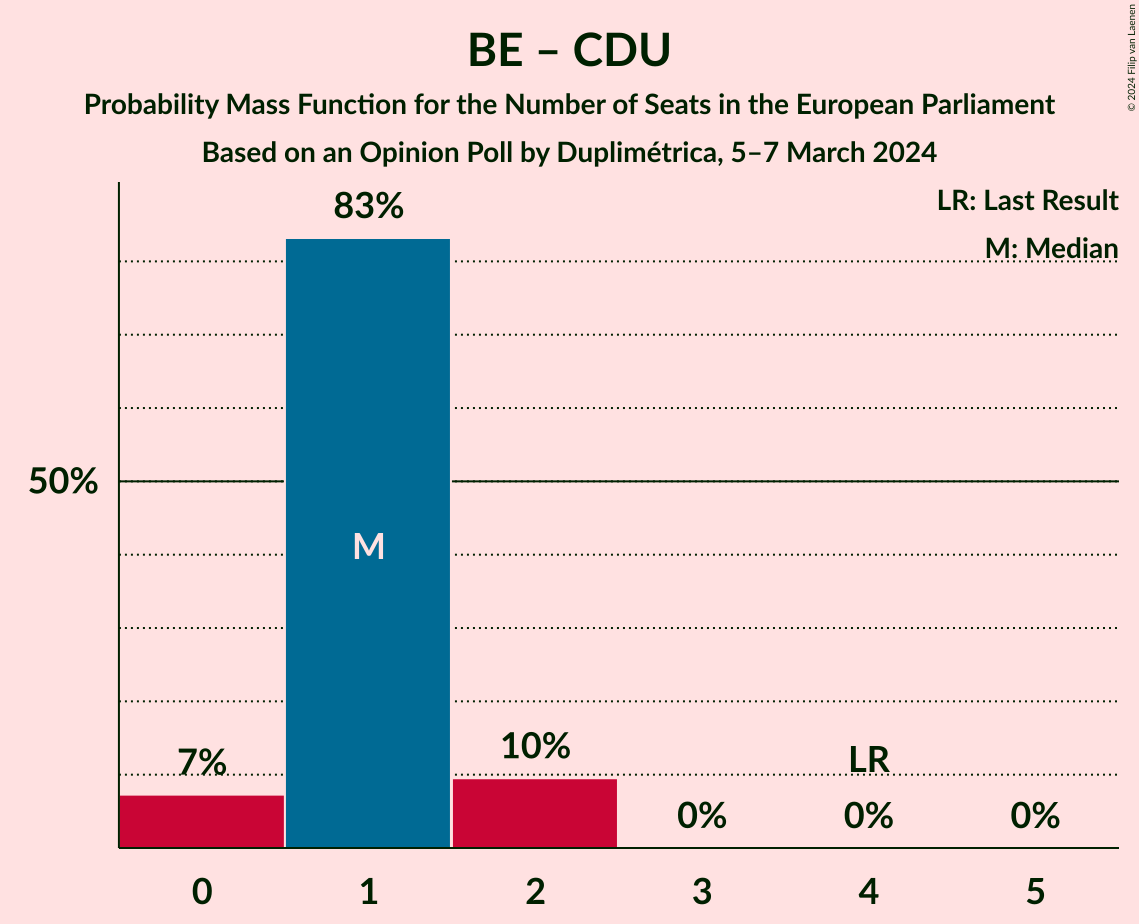 BE – CDU
Probability Mass Function for the Number of Seats in the European Parliament
Based on an Opinion Poll by Duplimétrica, 5–7 March 2024
© 2024 Filip van Laenen
LR: Last Result
M: Median
83%
50%
M
7%
10%
LR
0%
0%
0%
0
1
2
3
4
5